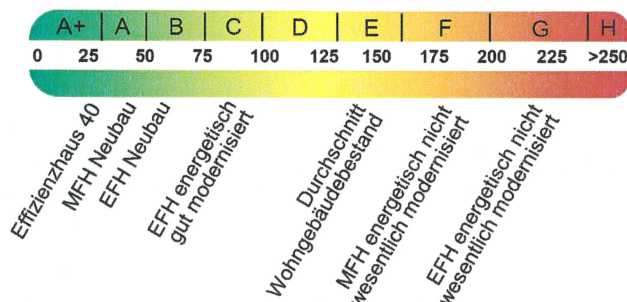 A+ A B C D E F G H
0 25 50 75 100 125 150 175 200 225 >250
Effizienzhaus 40
MFH Neubau
EFH Neubau
EFH energetisch
gut modernisiert
Durchschnitt
Wohngebäudebestand
MFH energetisch nicht
wesentlich modernisiert
EFH energetisch nicht
wesentlich modernisiert